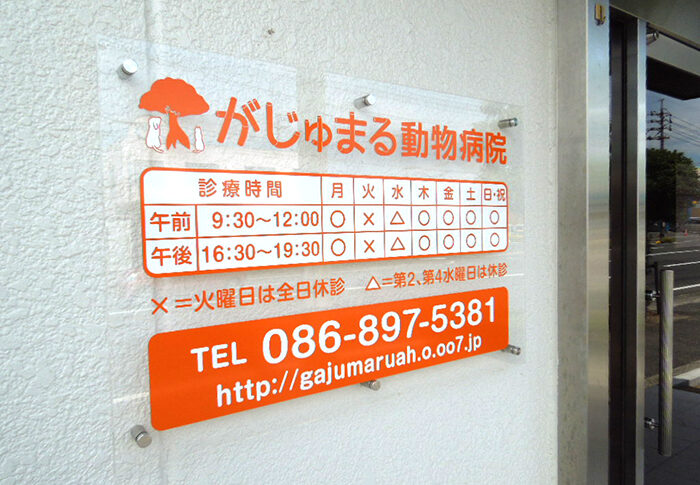 がじゅまる動物病院
診療時間 月 火 水 木 金 土 日・祝
午前 9:30～12:00 ○ × △ ○ ○ ○ ○
午後 16:30～19:30 ○ × △ ○ ○ ○ ○
×＝火曜日は全日休診 △＝第2、第4水曜日は休診
TEL 086-897-5381
http://gajumaruah.o.oo7.jp